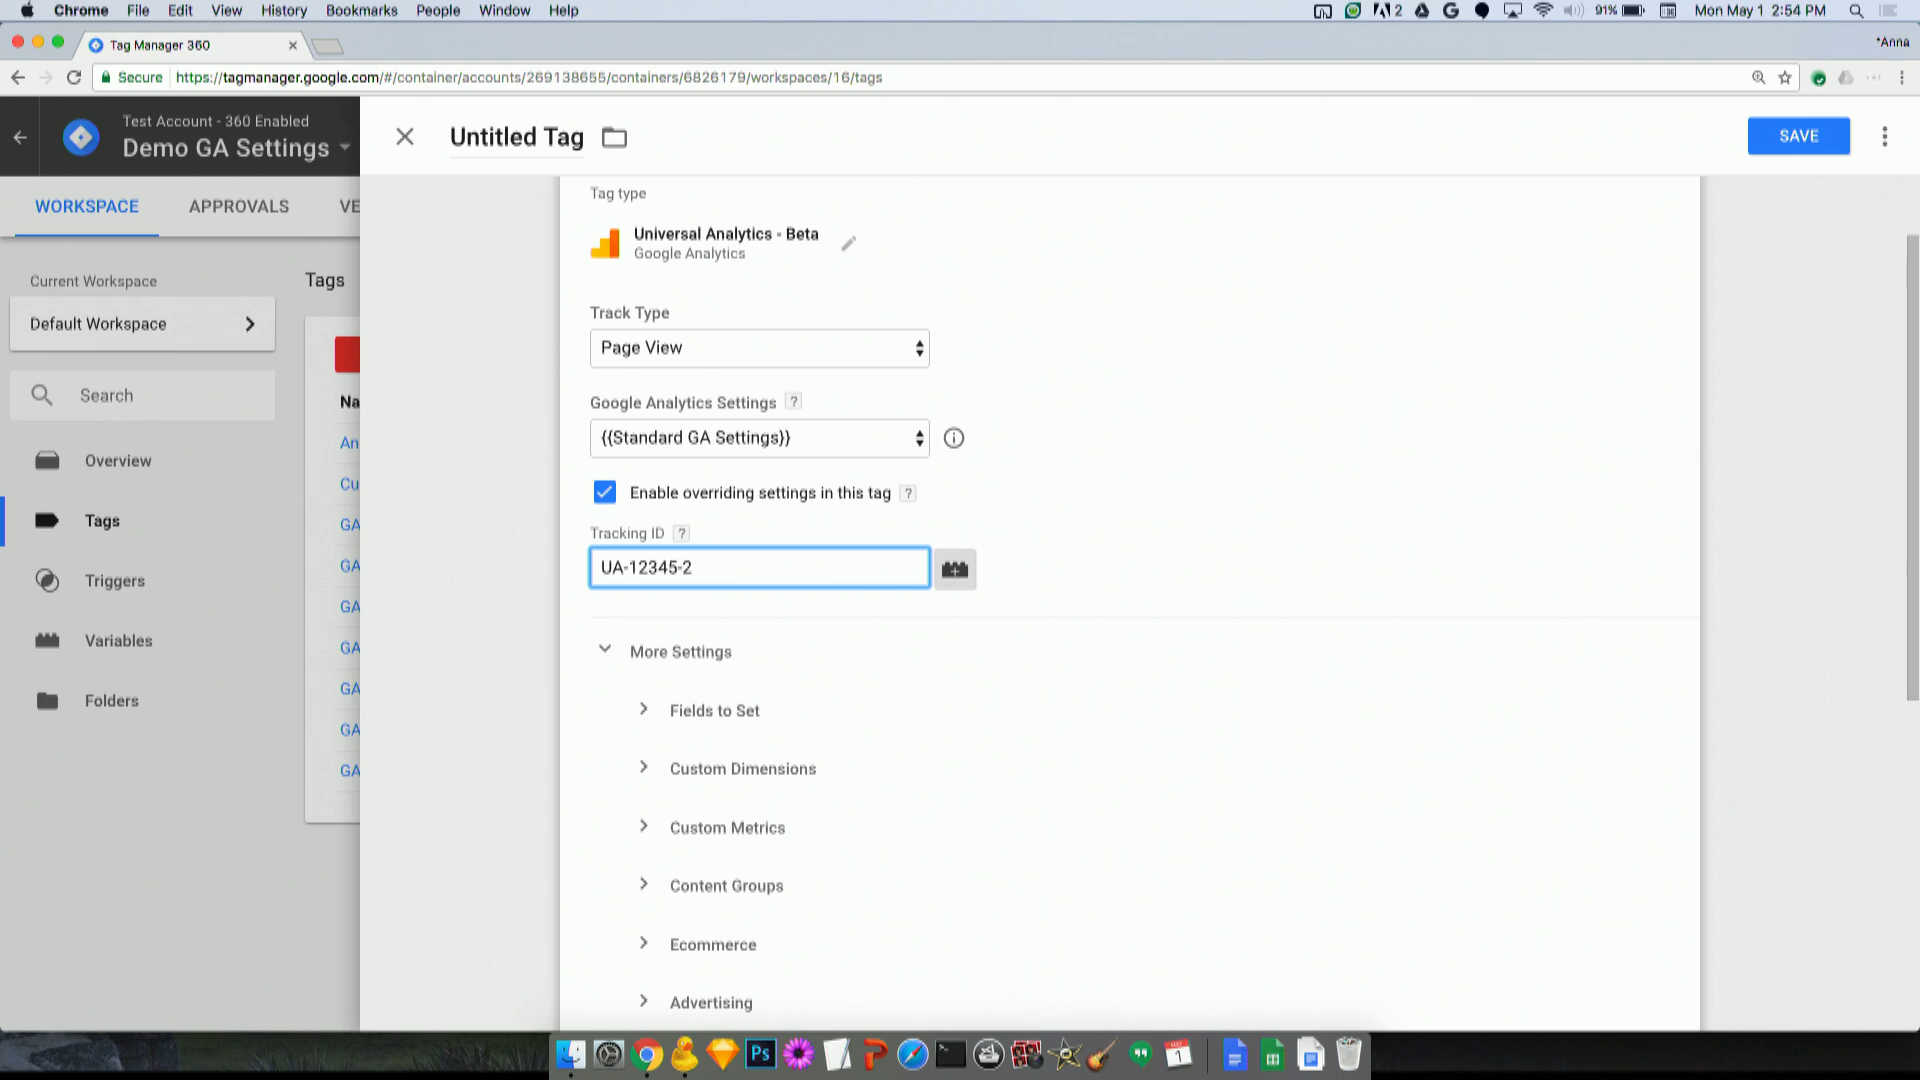 Chrome File Edit View History Bookmarks People Window Help 2 91% Mon May 1 2:54 PM
Tag Manager 360
*Anna
Secure https://tagmanager.google.com/#/container/accounts/269138655/containers/6826179/workspaces/16/tags
Test Account - 360 Enabled
Demo GA Settings
Untitled Tag
SAVE
WORKSPACE APPROVALS VE
Current Workspace
Default Workspace
Search
Overview
Tags
Triggers
Variables
Folders
Tags
Na
An
Cu
GA
GA
GA
GA
GA
GA
GA
Tag type
Universal Analytics - Beta
Google Analytics
Track Type
Page View
Google Analytics Settings ?
{{Standard GA Settings}}
Enable overriding settings in this tag ?
Tracking ID ?
UA-12345-2
More Settings
Fields to Set
Custom Dimensions
Custom Metrics
Content Groups
Ecommerce
Advertising
Ps
1